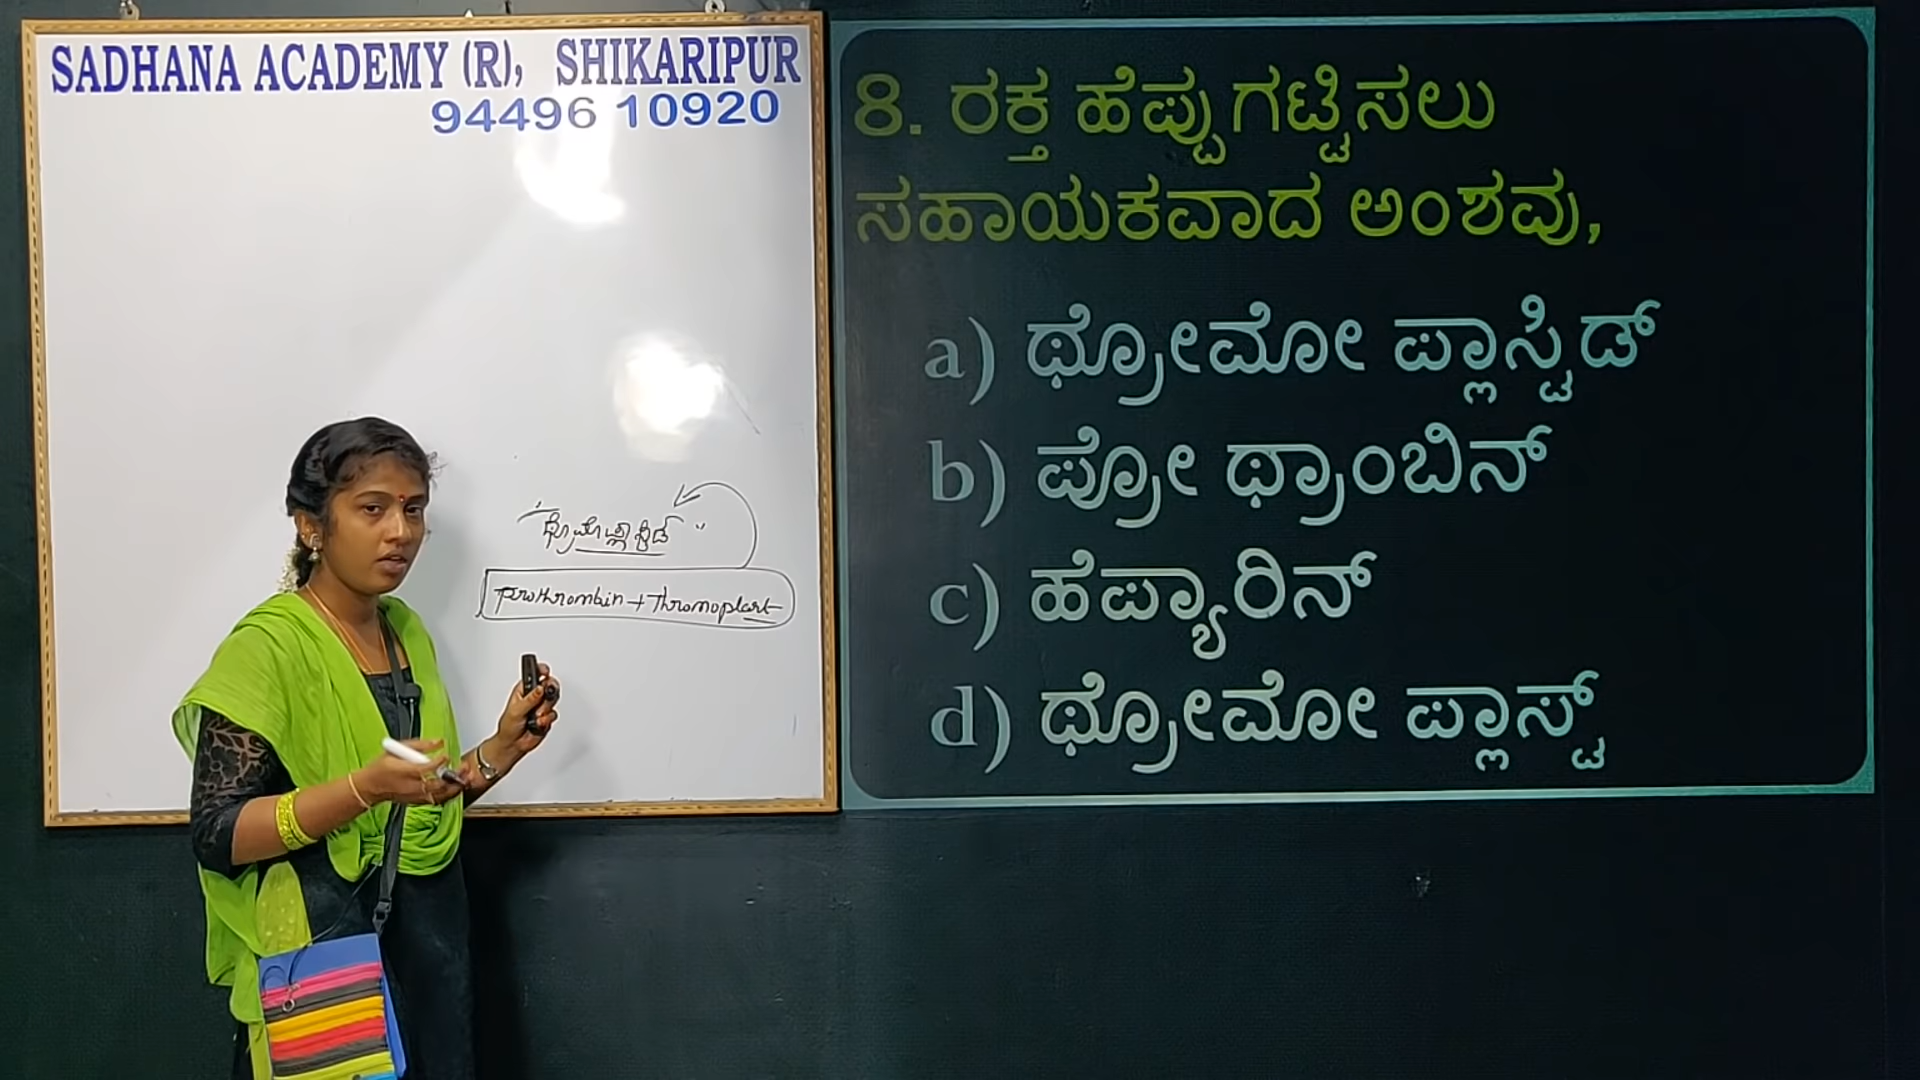 SADHANA ACADEMY (R), SHIKARIPUR
94496 10920
ಥ್ರೊಮೋಪ್ಲಾಸ್ಟಿಡ್
prothrombin + Thromoplast
8. ರಕ್ತ ಹೆಪ್ಪುಗಟ್ಟಿಸಲು
ಸಹಾಯಕವಾದ ಅಂಶವು,
a) ಥ್ರೋಮೋ ಪ್ಲಾಸ್ಟಿಡ್
b) ಪ್ರೋ ಥ್ರಾಂಬಿನ್
c) ಹೆಪ್ಯಾರಿನ್
d) ಥ್ರೋಮೋ ಪ್ಲಾಸ್ಟ್